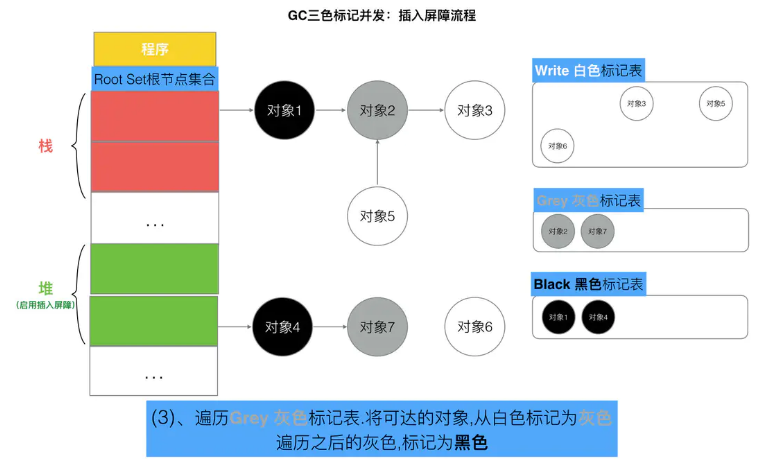 GC三色标记并发：插入屏障流程
程序
Root Set根节点集合
栈
...
堆
(启用插入屏障)
...
对象1
对象2
对象3
对象5
对象4
对象7
对象6
Write 白色标记表
对象3
对象5
对象6
Grey 灰色标记表
对象2
对象7
Black 黑色标记表
对象1
对象4
(3)、遍历Grey 灰色标记表.将可达的对象,从白色标记为灰色
遍历之后的灰色,标记为黑色